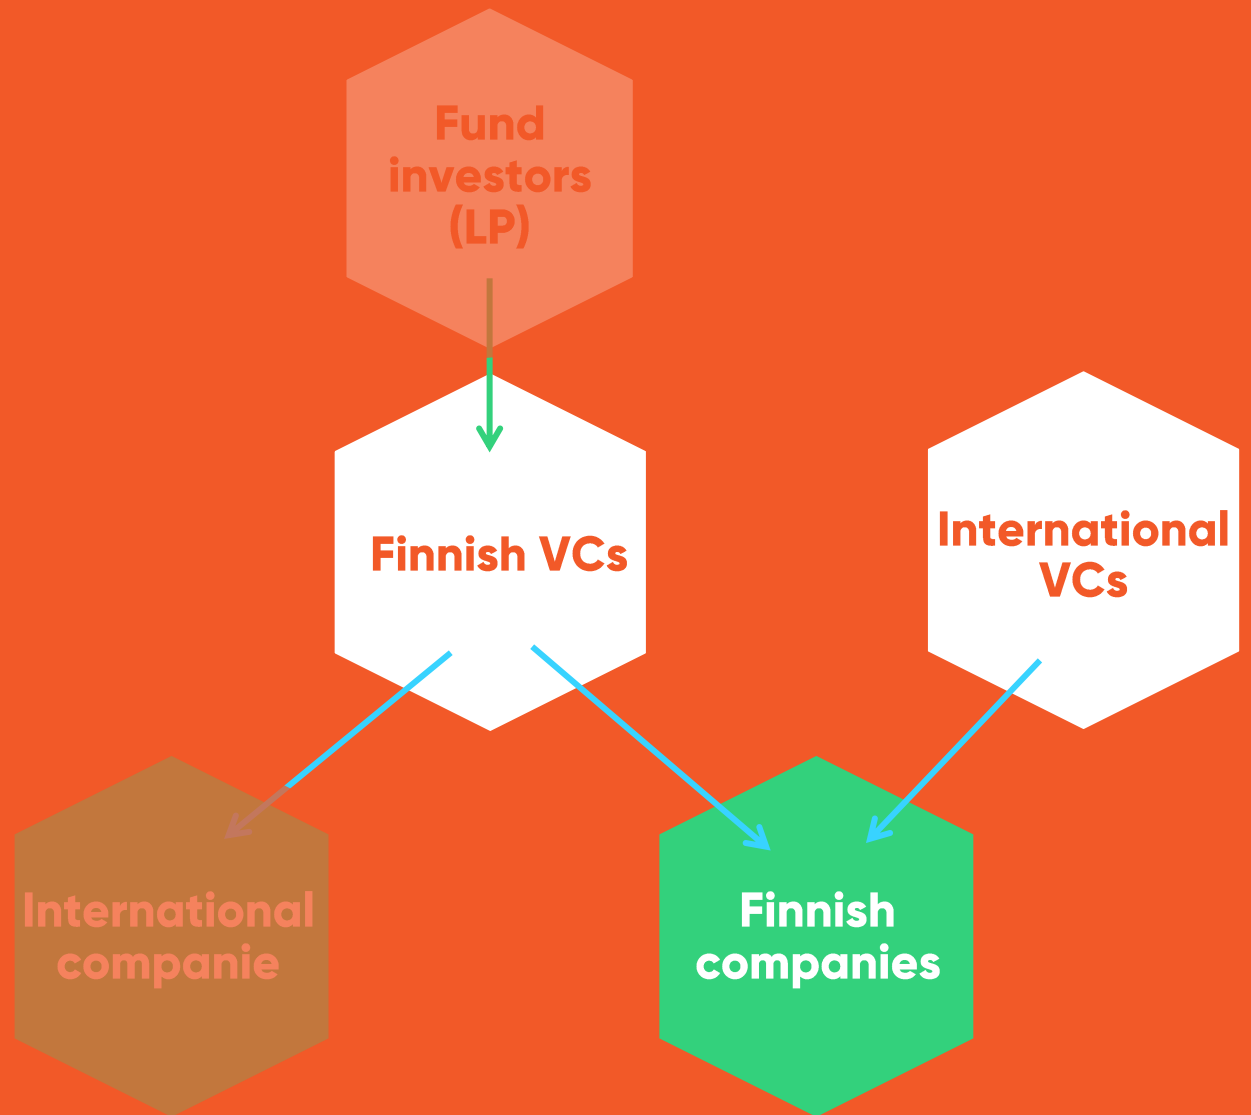 Fund
investors
(LP)
Finnish VCs
International
VCs
International
companie
Finnish
companies